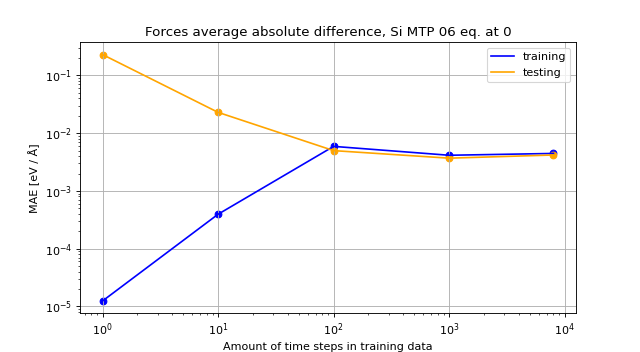 Forces average absolute difference, Si MTP 06 eq. at 0
training
testing
MAE [eV / Å]
10⁻¹
10⁻²
10⁻³
10⁻⁴
10⁻⁵
10⁰ 10¹ 10² 10³ 10⁴
Amount of time steps in training data